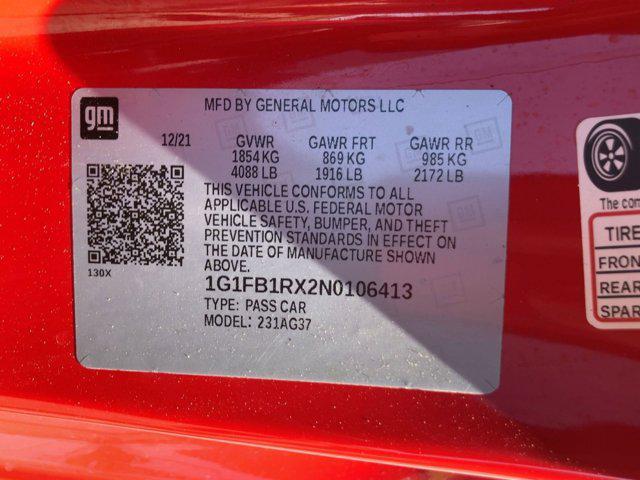 gm
MFD BY GENERAL MOTORS LLC
12/21 GVWR GAWR FRT GAWR RR
1854 KG 869 KG 985 KG
4088 LB 1916 LB 2172 LB
THIS VEHICLE CONFORMS TO ALL
APPLICABLE U.S. FEDERAL MOTOR
VEHICLE SAFETY, BUMPER, AND THEFT
PREVENTION STANDARDS IN EFFECT ON
THE DATE OF MANUFACTURE SHOWN
ABOVE.
130X
1G1FB1RX2N0106413
TYPE: PASS CAR
MODEL: 231AG37
The com
TIRE
FRON
REAR
SPAR